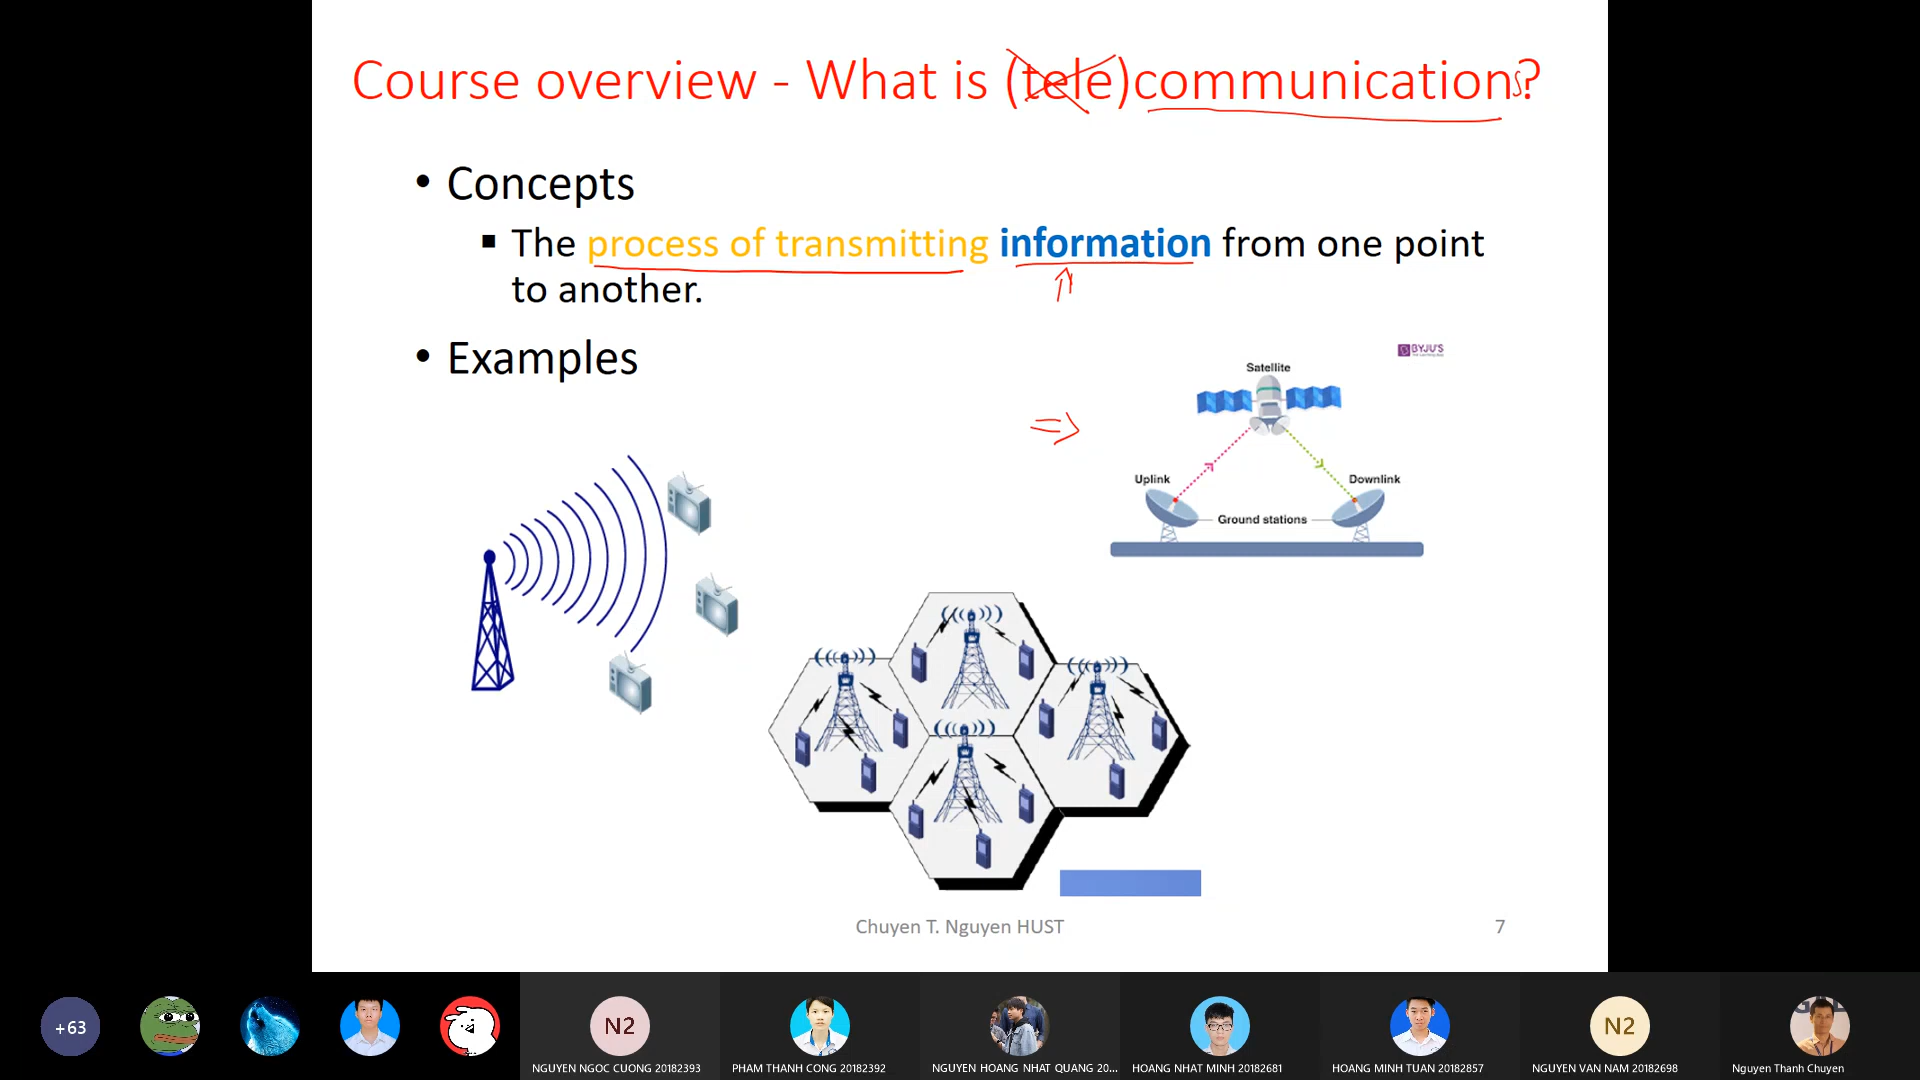 Course overview - What is (tele)communications?
• Concepts
▪ The process of transmitting information from one point
to another.
• Examples
BYJU'S
Satellite
Uplink
Downlink
Ground stations
Chuyen T. Nguyen HUST
7
+63
N2
N2
NGUYEN NGOC CUONG 20182393
PHAM THANH CONG 20182392
NGUYEN HOANG NHAT QUANG 20...
HOANG NHAT MINH 20182681
HOANG MINH TUAN 20182857
NGUYEN VAN NAM 20182698
Nguyen Thanh Chuyen